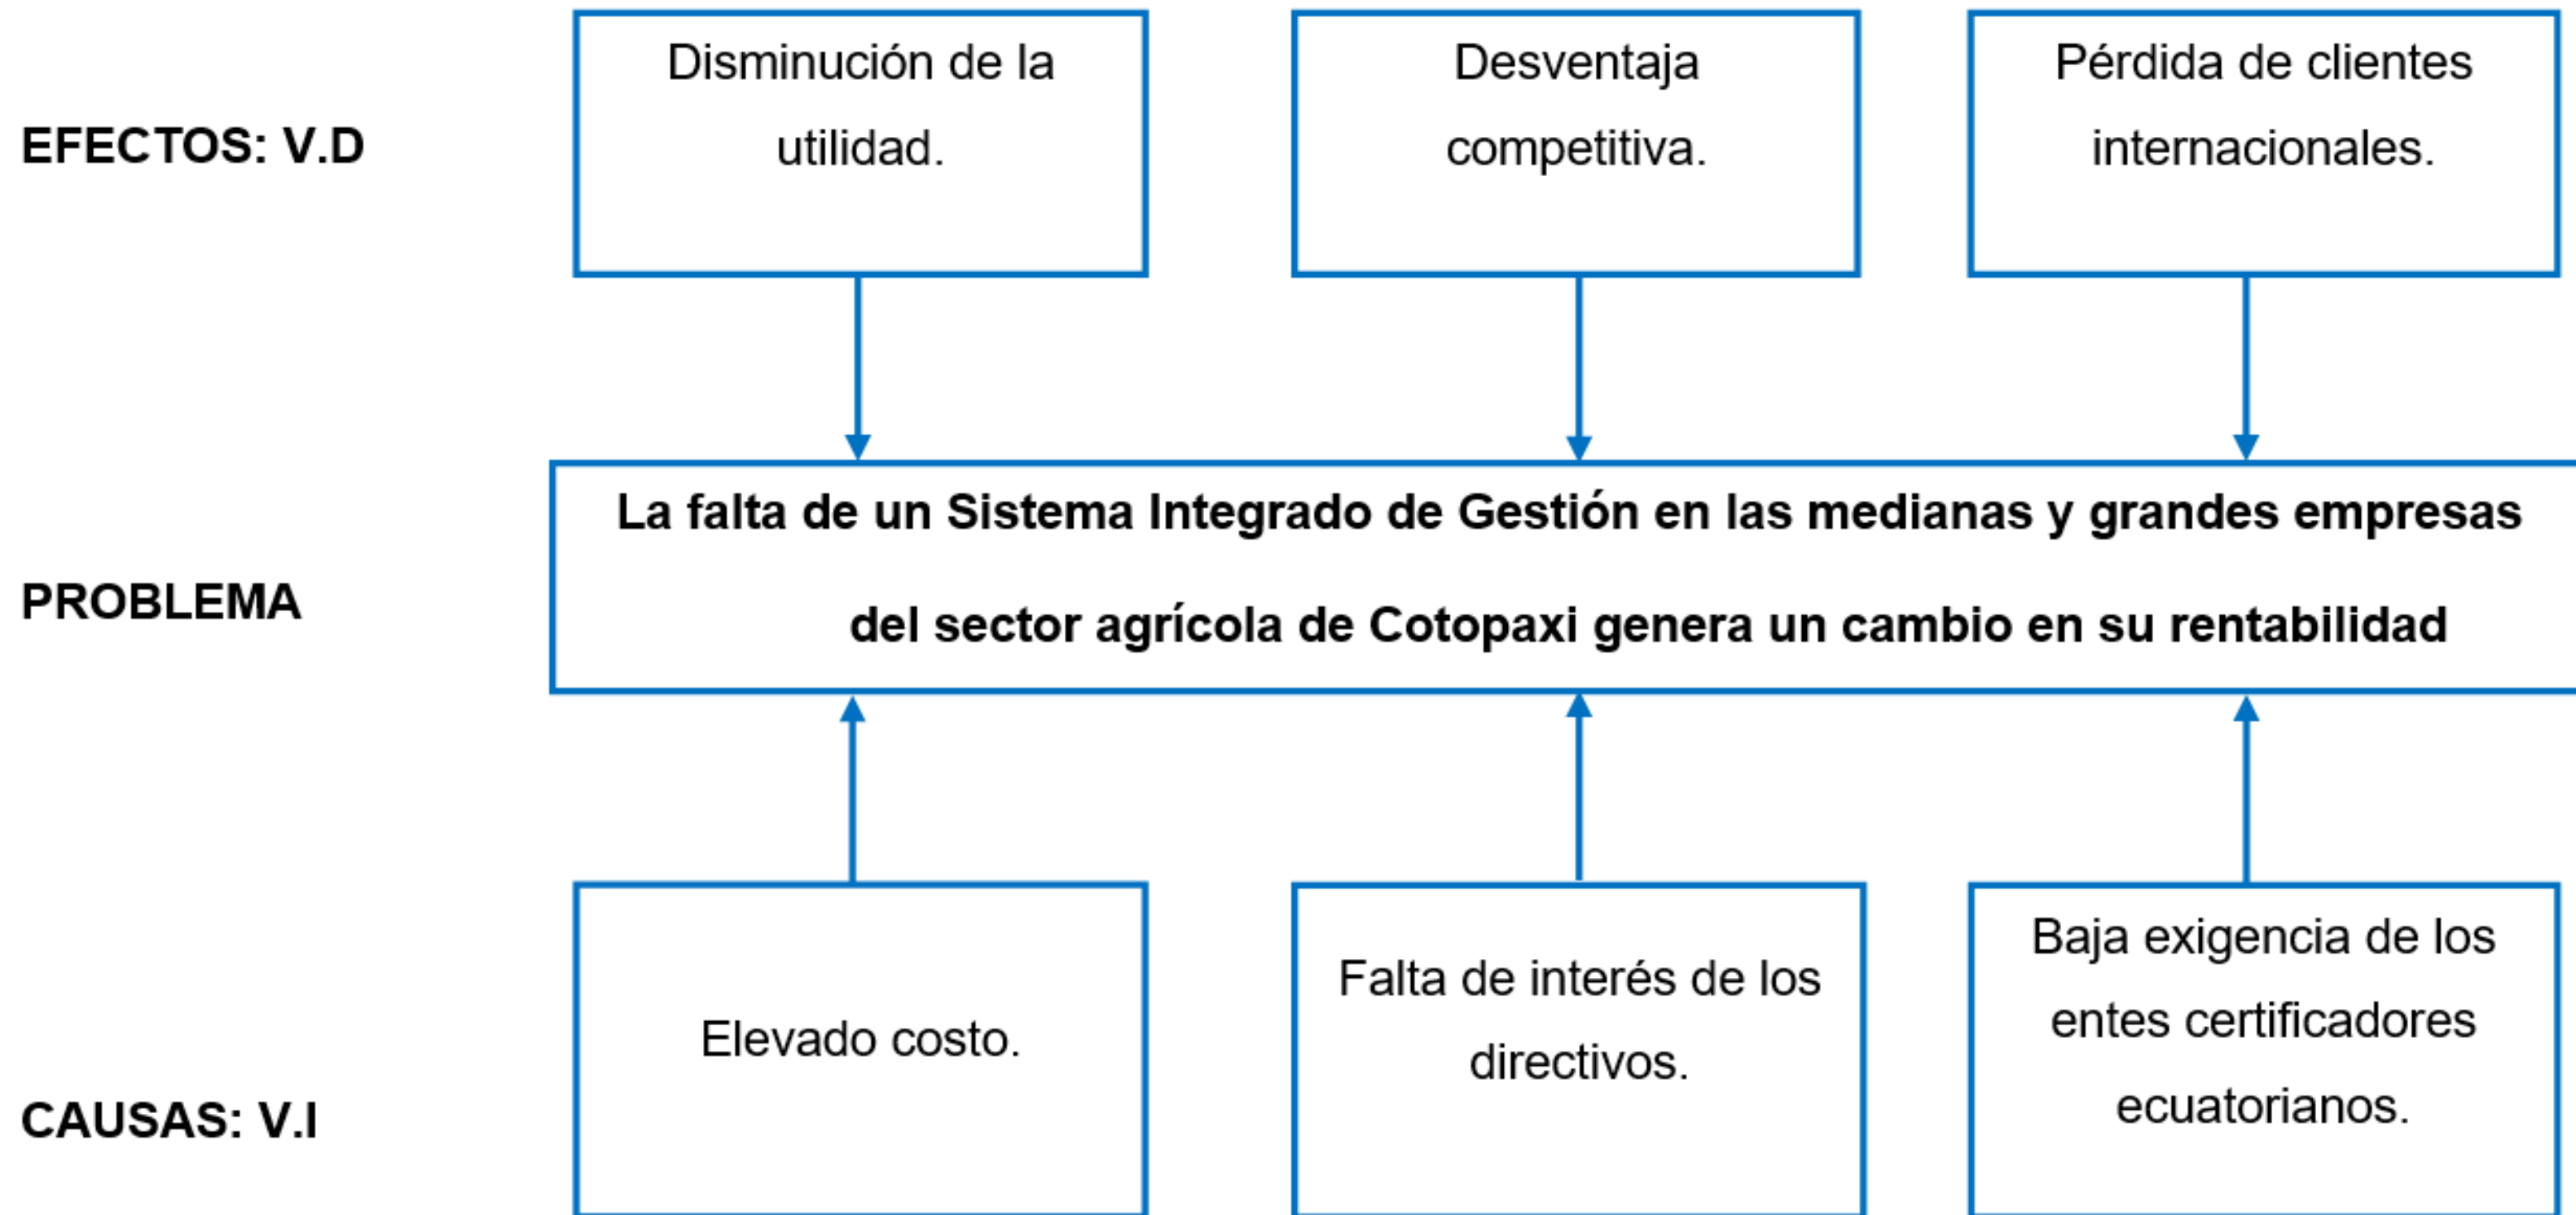 EFECTOS: V.D
Disminución de la
utilidad.
Desventaja
competitiva.
Pérdida de clientes
internacionales.
PROBLEMA
La falta de un Sistema Integrado de Gestión en las medianas y grandes empresas
del sector agrícola de Cotopaxi genera un cambio en su rentabilidad
CAUSAS: V.I
Elevado costo.
Falta de interés de los
directivos.
Baja exigencia de los
entes certificadores
ecuatorianos.